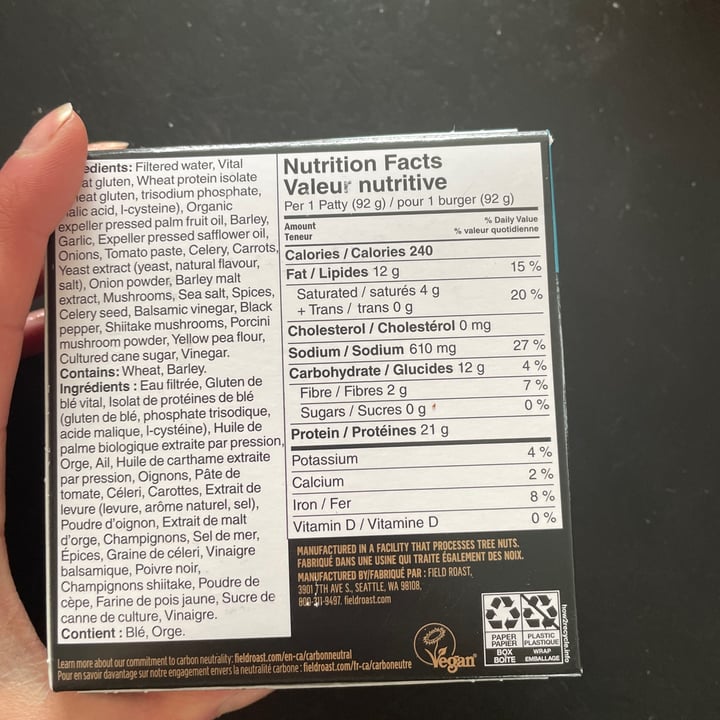 edients: Filtered water, Vital
at gluten, Wheat protein isolate
eat gluten, trisodium phosphate,
alic acid, l-cysteine), Organic
expeller pressed palm fruit oil, Barley,
Garlic, Expeller pressed safflower oil,
Onions, Tomato paste, Celery, Carrots,
Yeast extract (yeast, natural flavour,
salt), Onion powder, Barley malt
extract, Mushrooms, Sea salt, Spices,
Celery seed, Balsamic vinegar, Black
pepper, Shiitake mushrooms, Porcini
mushroom powder, Yellow pea flour,
Cultured cane sugar, Vinegar.
Contains: Wheat, Barley.
Ingrédients : Eau filtrée, Gluten de
blé vital, Isolat de protéines de blé
(gluten de blé, phosphate trisodique,
acide malique, l-cystéine), Huile de
palme biologique extraite par pression,
Orge, Ail, Huile de carthame extraite
par pression, Oignons, Pâte de
tomate, Céleri, Carottes, Extrait de
levure (levure, arôme naturel, sel),
Poudre d'oignon, Extrait de malt
d'orge, Champignons, Sel de mer,
Épices, Graine de céleri, Vinaigre
balsamique, Poivre noir,
Champignons shiitake, Poudre de
cèpe, Farine de pois jaune, Sucre de
canne de culture, Vinaigre.
Contient : Blé, Orge.
Nutrition Facts
Valeur nutritive
Per 1 Patty (92 g) / pour 1 burger (92 g)
Amount % Daily Value
Teneur % valeur quotidienne
Calories / Calories 240
Fat / Lipides 12 g 15 %
Saturated / saturés 4 g 20 %
+ Trans / trans 0 g
Cholesterol / Cholestérol 0 mg
Sodium / Sodium 610 mg 27 %
Carbohydrate / Glucides 12 g 4 %
Fibre / Fibres 2 g 7 %
Sugars / Sucres 0 g 0 %
Protein / Protéines 21 g
Potassium 4 %
Calcium 2 %
Iron / Fer 8 %
Vitamin D / Vitamine D 0 %
MANUFACTURED IN A FACILITY THAT PROCESSES TREE NUTS.
FABRIQUÉ DANS UNE USINE QUI TRAITE ÉGALEMENT DES NOIX.
MANUFACTURED BY/FABRIQUÉ PAR : FIELD ROAST,
3901 7TH AVE S., SEATTLE, WA 98108,
fieldroast.com
Learn more about our commitment to carbon neutrality: fieldroast.com/en-ca/carbonneutral
Pour en savoir davantage sur notre engagement envers la neutralité carbone : fieldroast.com/fr-ca/carboneutre
Vegan
PAPER
PAPIER
BOX
BOÎTE
PLASTIC
PLASTIQUE
WRAP
EMBALLAGE
how2recycle.info